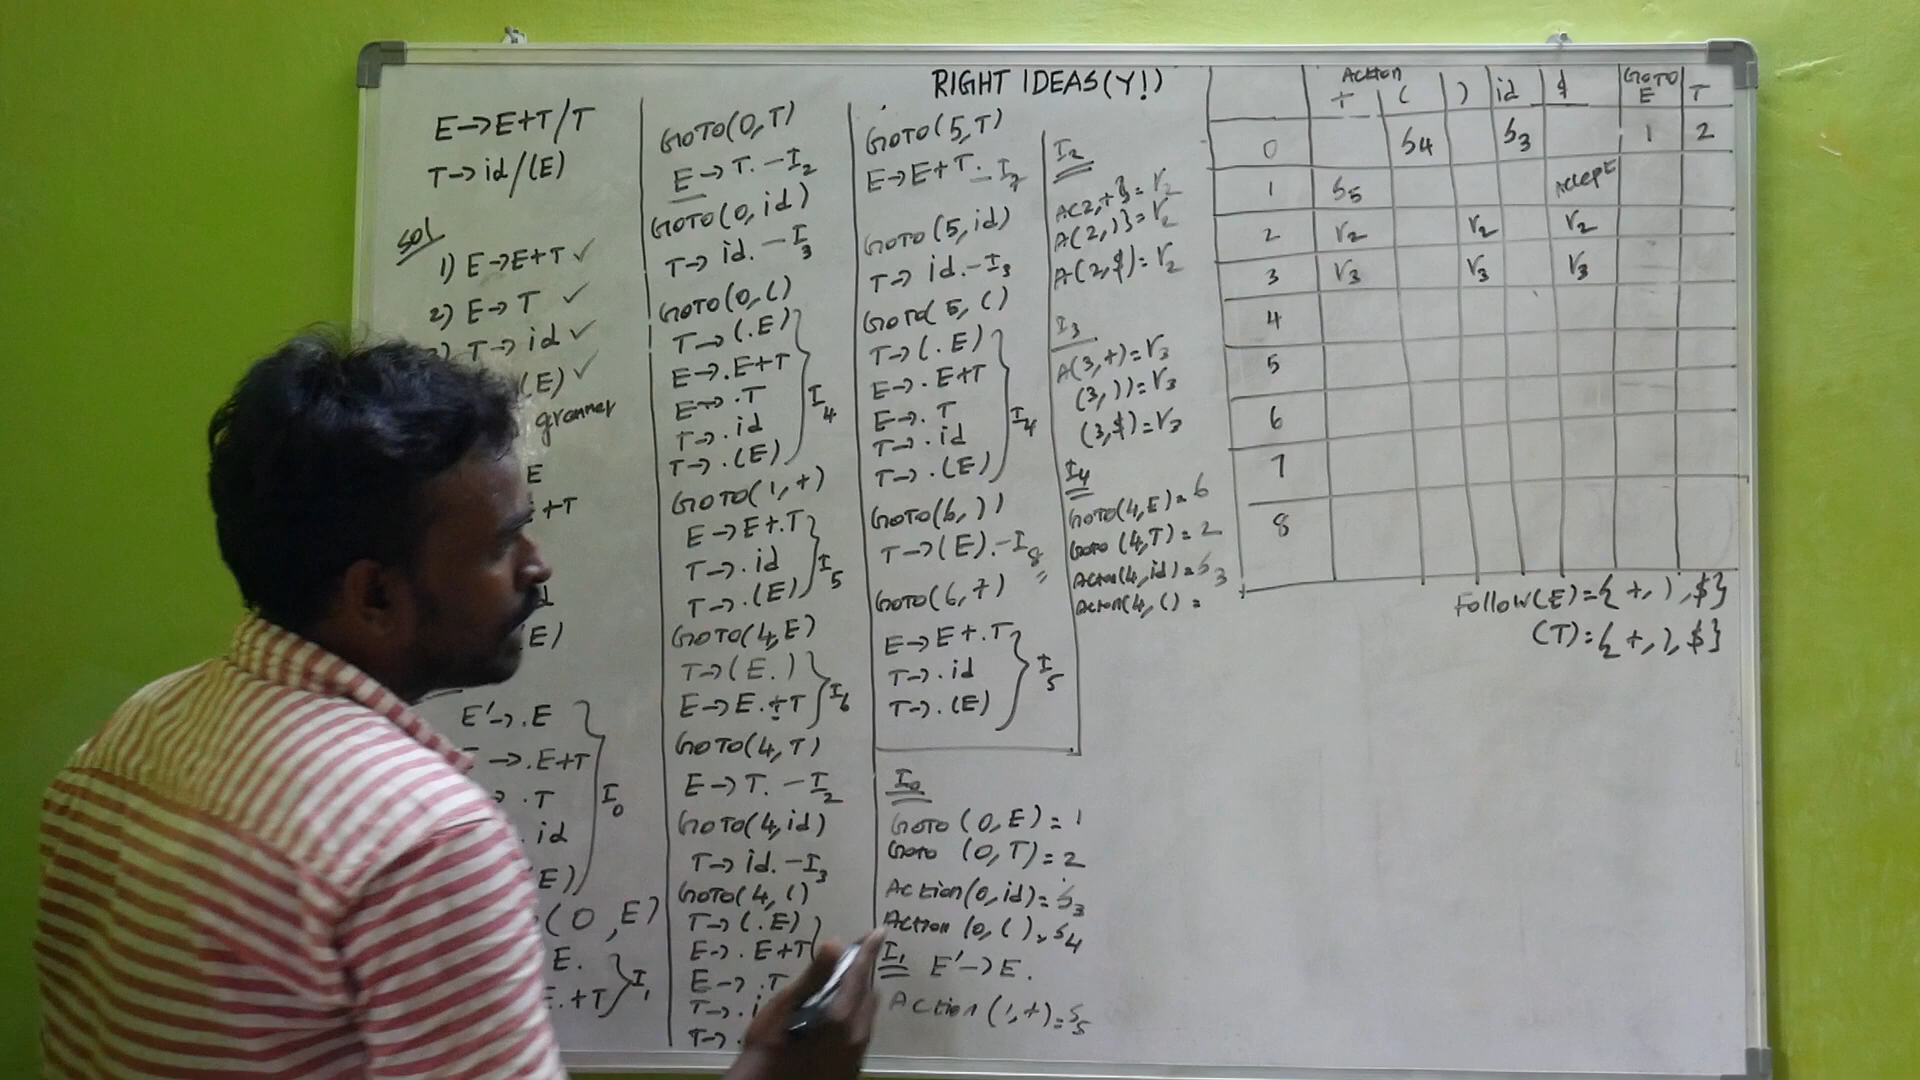 RIGHT IDEAS(Y!)
E→E+T/T
T→id/(E)
Sol
1) E→E+T ✓
2) E→T ✓
T→id ✓
(E) ✓
E
+T
(E)
E'→.E
→.E+T
.T
id
E)
I0
(0,E)
E.
E.+T
I1
GOTO(0,T)
E→T.-I2
GOTO(0,id)
T→id.-I3
GOTO(0,()
T→(.E)
E→.E+T
E→.T
T→.id
T→.(E)
I4
GOTO(1,+)
E→E+.T
T→.id
T→.(E)
I5
GOTO(4,E)
T→(E.)
E→E.+T
I6
GOTO(4,T)
E→T.-I2
GOTO(4,id)
T→id.-I3
GOTO(4,()
T→(.E)
E→.E+T
E→.T
T→.
T→.
GOTO(5,T)
E→E+T.-I7
GOTO(5,id)
T→id.-I3
GOTO(5,()
T→(.E)
E→.E+T
E→.T
T→.id
T→.(E)
I4
GOTO(6,))
T→(E).-I8
GOTO(6,+)
E→E+.T
T→.id
T→.(E)
I5
I0
GOTO(0,E)=1
Goto (0,T)=2
Action(0,id)=S3
Action(0,()=S4
I1 E'→E.
Action(1,+)=S5
I2
A(2,+)=r2
A(2,))=r2
A(2,$)=r2
I3
A(3,+)=r3
(3,))=r3
(3,$)=r3
I4
GOTO(4,E)=6
Goto(4,T)=2
Action(4,id)=S3
Action(4,()=
Action GOTO
+ ( ) id $ E T
0 S4 S3 1 2
1 S5 Accept
2 r2 r2 r2
3 r3 r3 r3
4
5
6
7
8
Follow(E)={+,),$}
(T)={+,),$}